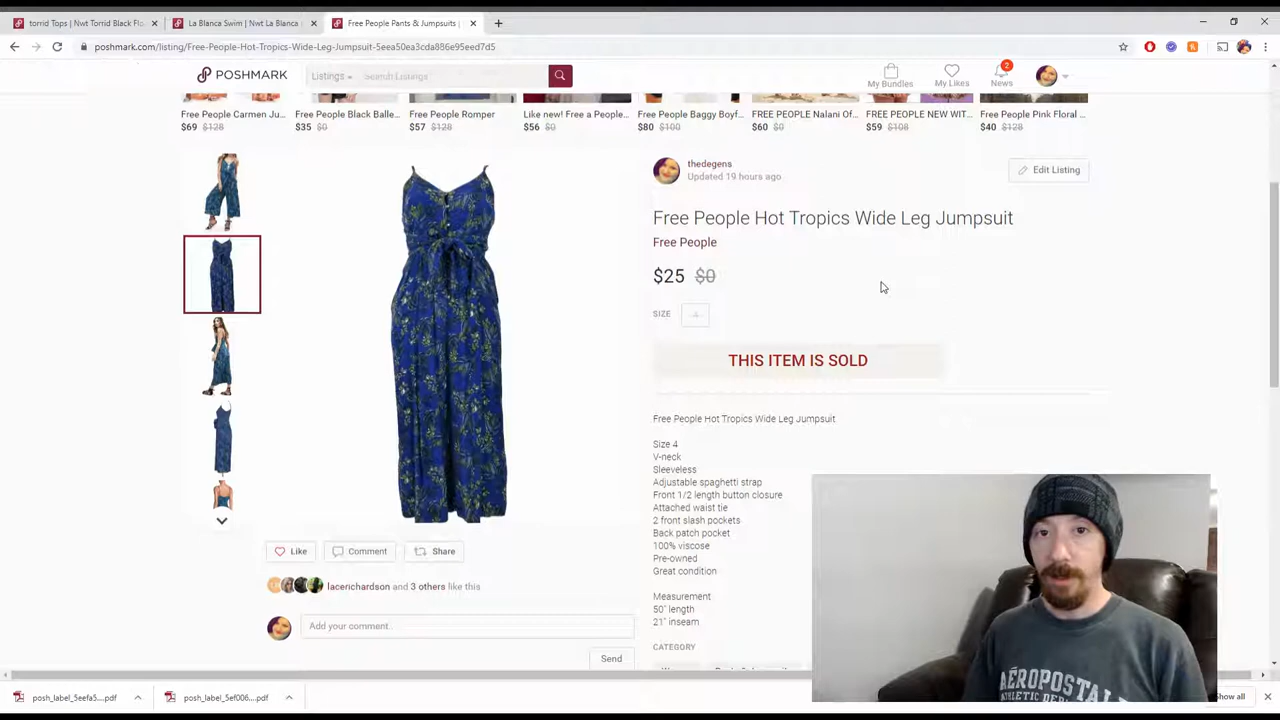 torrid Tops | Nwt Torrid Black Flo
La Blanca Swim | Nwt La Blanca
Free People Pants & Jumpsuits |
poshmark.com/listing/Free-People-Hot-Tropics-Wide-Leg-Jumpsuit-5eea50ea3cda886e95eed7d5
POSHMARK
Listings
Search Listings
My Bundles
My Likes
2
News
Free People Carmen Ju...
Free People Black Balle...
Free People Romper
Like new! Free a People...
Free People Baggy Boyf...
FREE PEOPLE Nalani Of...
FREE PEOPLE NEW WIT...
Free People Pink Floral ...
$69 $128
$35 $0
$57 $128
$56 $0
$80 $100
$60 $0
$59 $108
$40 $128
thedegens
Updated 19 hours ago
Edit Listing
Free People Hot Tropics Wide Leg Jumpsuit
Free People
$25 $0
SIZE
4
THIS ITEM IS SOLD
Free People Hot Tropics Wide Leg Jumpsuit
Size 4
V-neck
Sleeveless
Adjustable spaghetti strap
Front 1/2 length button closure
Attached waist tie
2 front slash pockets
Back patch pocket
100% viscose
Pre-owned
Great condition
Measurement
50" length
21" inseam
CATEGORY
Like
Comment
Share
lacerichardson and 3 others like this
Add your comment..
Send
AÉROPOSTALE
posh_label_5eefa5....pdf
posh_label_5ef006....pdf
Show all